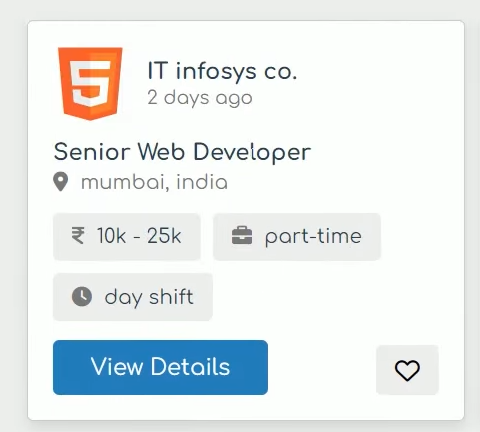 IT infosys co.
2 days ago
Senior Web Developer
mumbai, india
₹ 10k - 25k
part-time
day shift
View Details